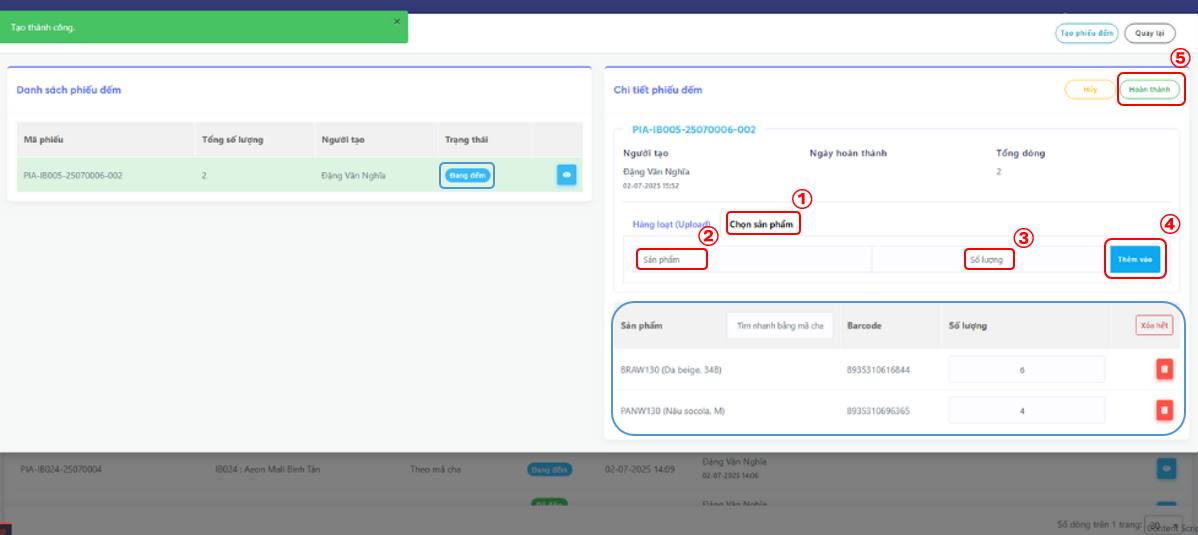 Tạo thành công.
×
Tạo phiếu đếm
Quay lại
Danh sách phiếu đếm
Mã phiếu Tổng số lượng Người tạo Trạng thái
PIA-IB005-25070006-002 2 Đặng Văn Nghĩa Đang đếm
Chi tiết phiếu đếm
Hủy
Hoàn thành
5
PIA-IB005-25070006-002
Người tạo Ngày hoàn thành Tổng dòng
Đặng Văn Nghĩa 2
02-07-2025 15:52
1
Hàng loạt (Upload) Chọn sản phẩm
2
3
4
Sản phẩm Số lượng Thêm vào
Sản phẩm Tìm nhanh bằng mã cha Barcode Số lượng Xóa hết
BRAW130 (Da beige, 34B) 8935310616844 6
PANW130 (Nâu socola, M) 8935310696365 4
PIA-IB024-25070004 IB024 : Aeon Mall Bình Tân Theo mã cha Đang đếm 02-07-2025 14:09 Đặng Văn Nghĩa
02-07-2025 14:06
Đặng Văn Nghĩa
Số dòng trên 1 trang: 20
Content Scrip